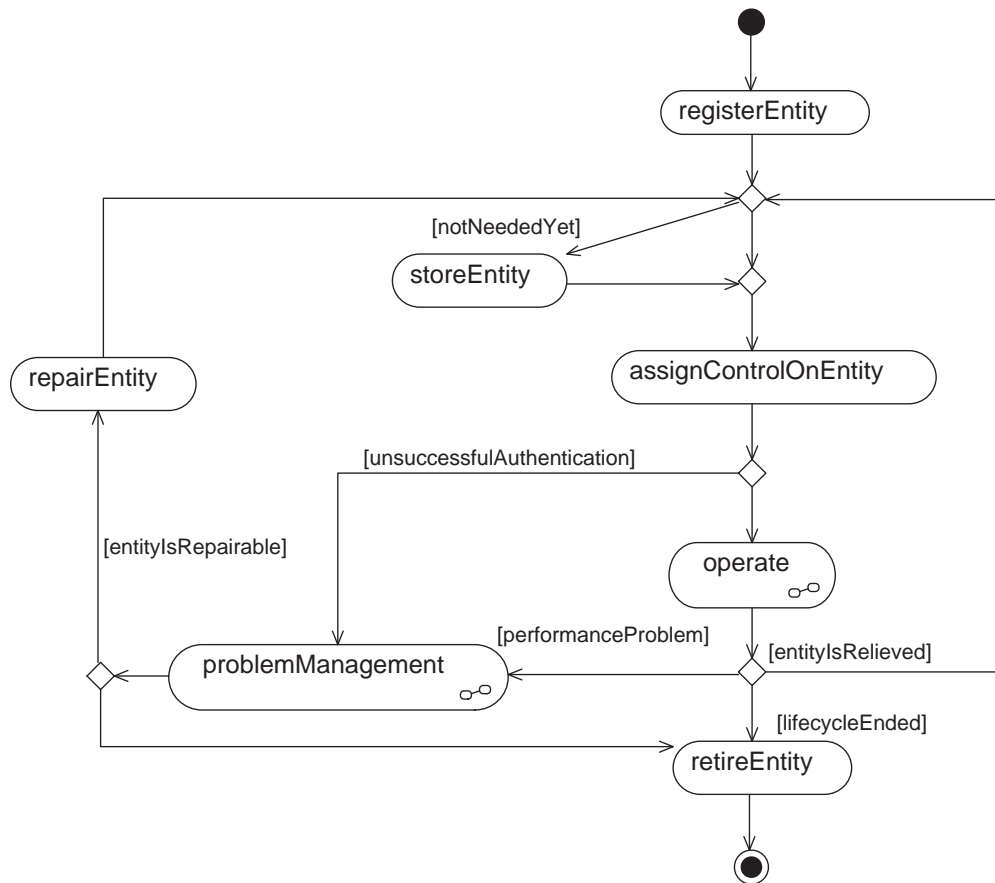 registerEntity
[notNeededYet]
storeEntity
repairEntity
assignControlOnEntity
[unsuccessfulAuthentication]
[entityIsRepairable]
operate
[performanceProblem]
[entityIsRelieved]
problemManagement
[lifecycleEnded]
retireEntity